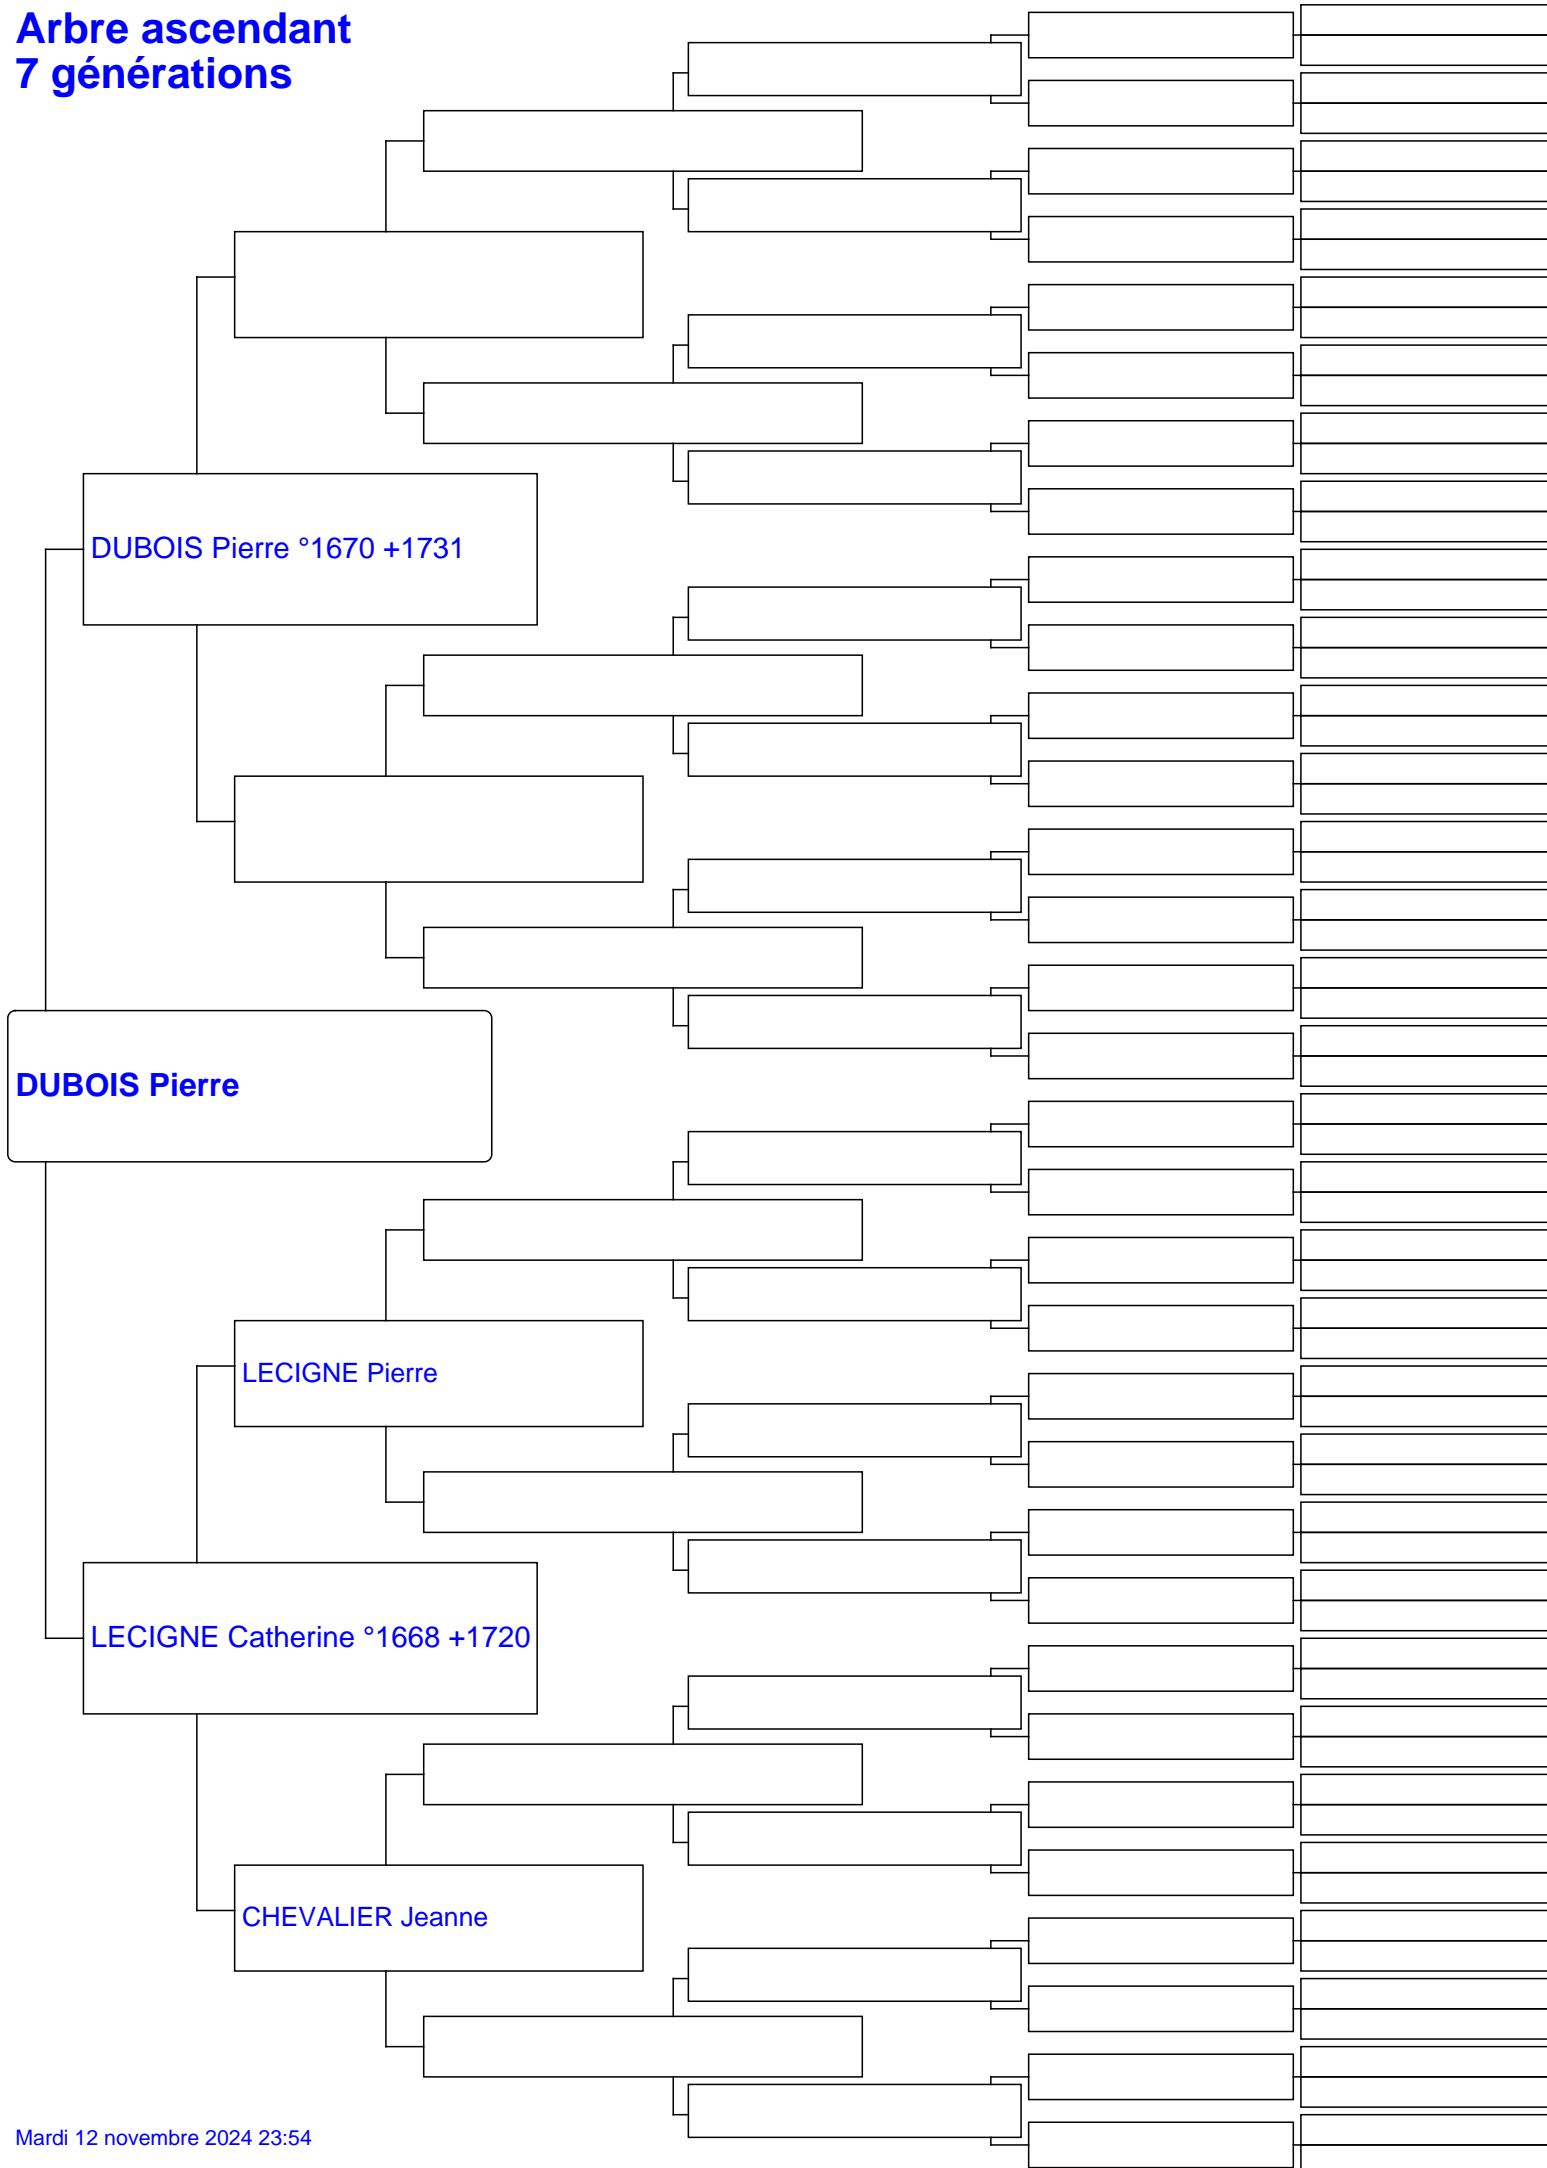 Arbre ascendant
7 générations
DUBOIS Pierre °1670 +1731
DUBOIS Pierre
LECIGNE Pierre
LECIGNE Catherine °1668 +1720
CHEVALIER Jeanne
Mardi 12 novembre 2024 23:54